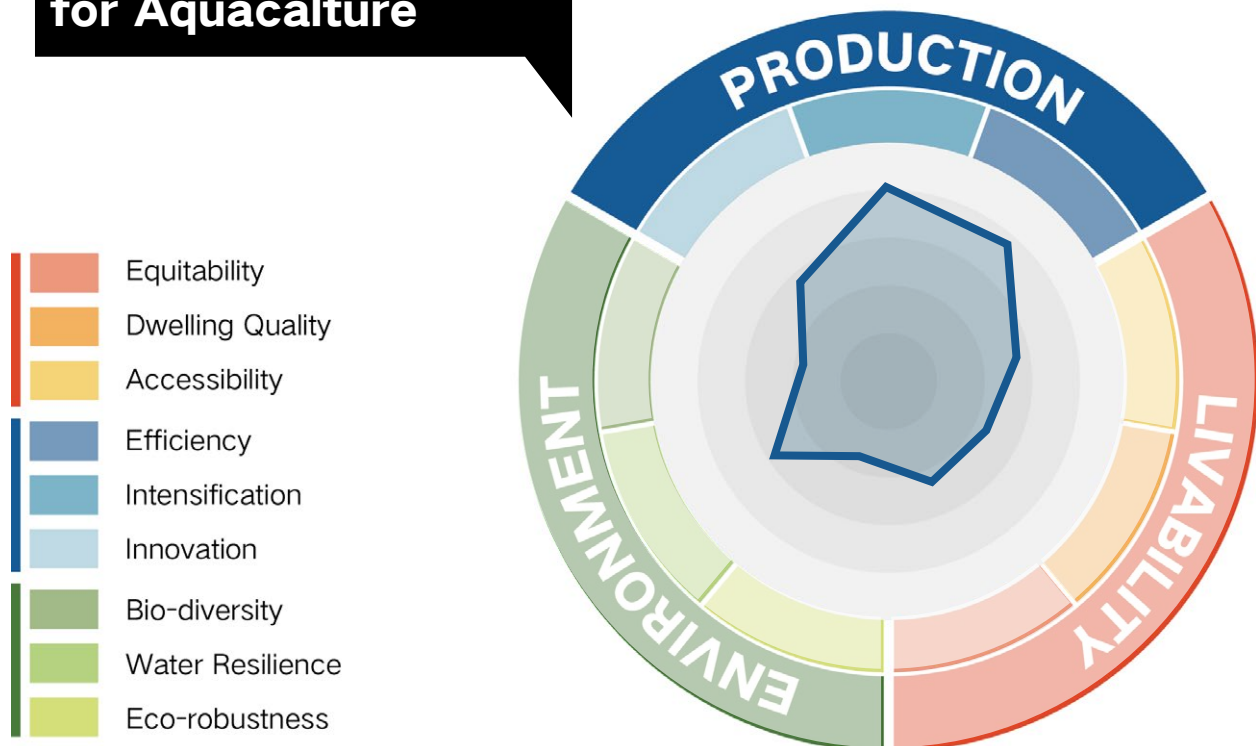 for Aquacalture
PRODUCTION
LIVABILITY
ENVIRONMENT
Equitability
Dwelling Quality
Accessibility
Efficiency
Intensification
Innovation
Bio-diversity
Water Resilience
Eco-robustness